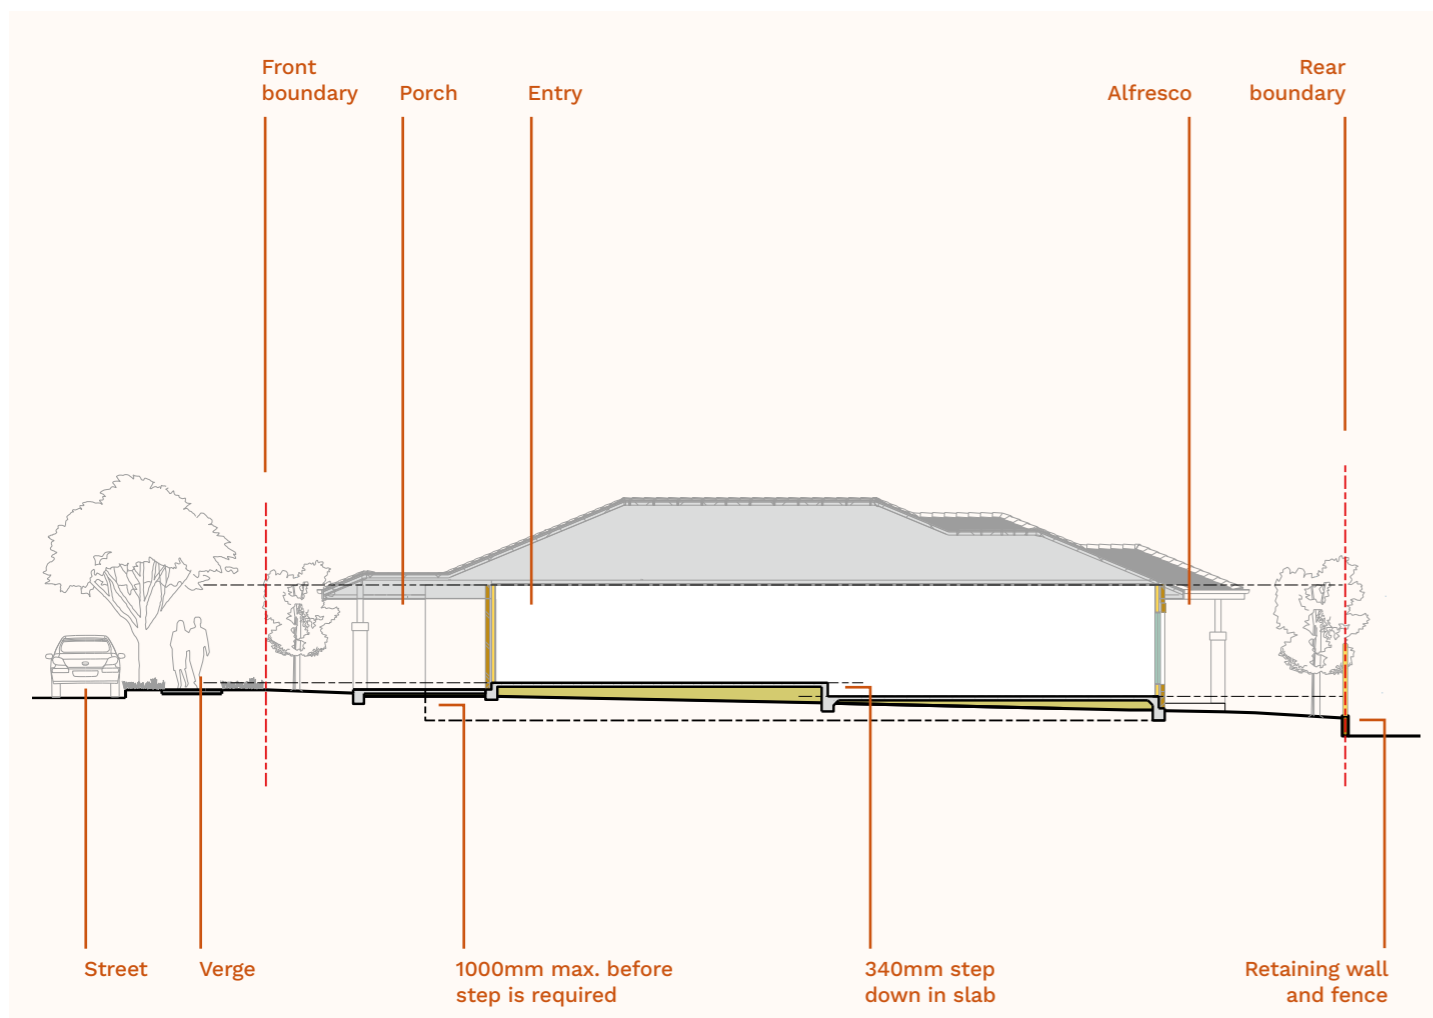 Front
boundary
Porch
Entry
Alfresco
Rear
boundary
Street
Verge
1000mm max. before
step is required
340mm step
down in slab
Retaining wall
and fence